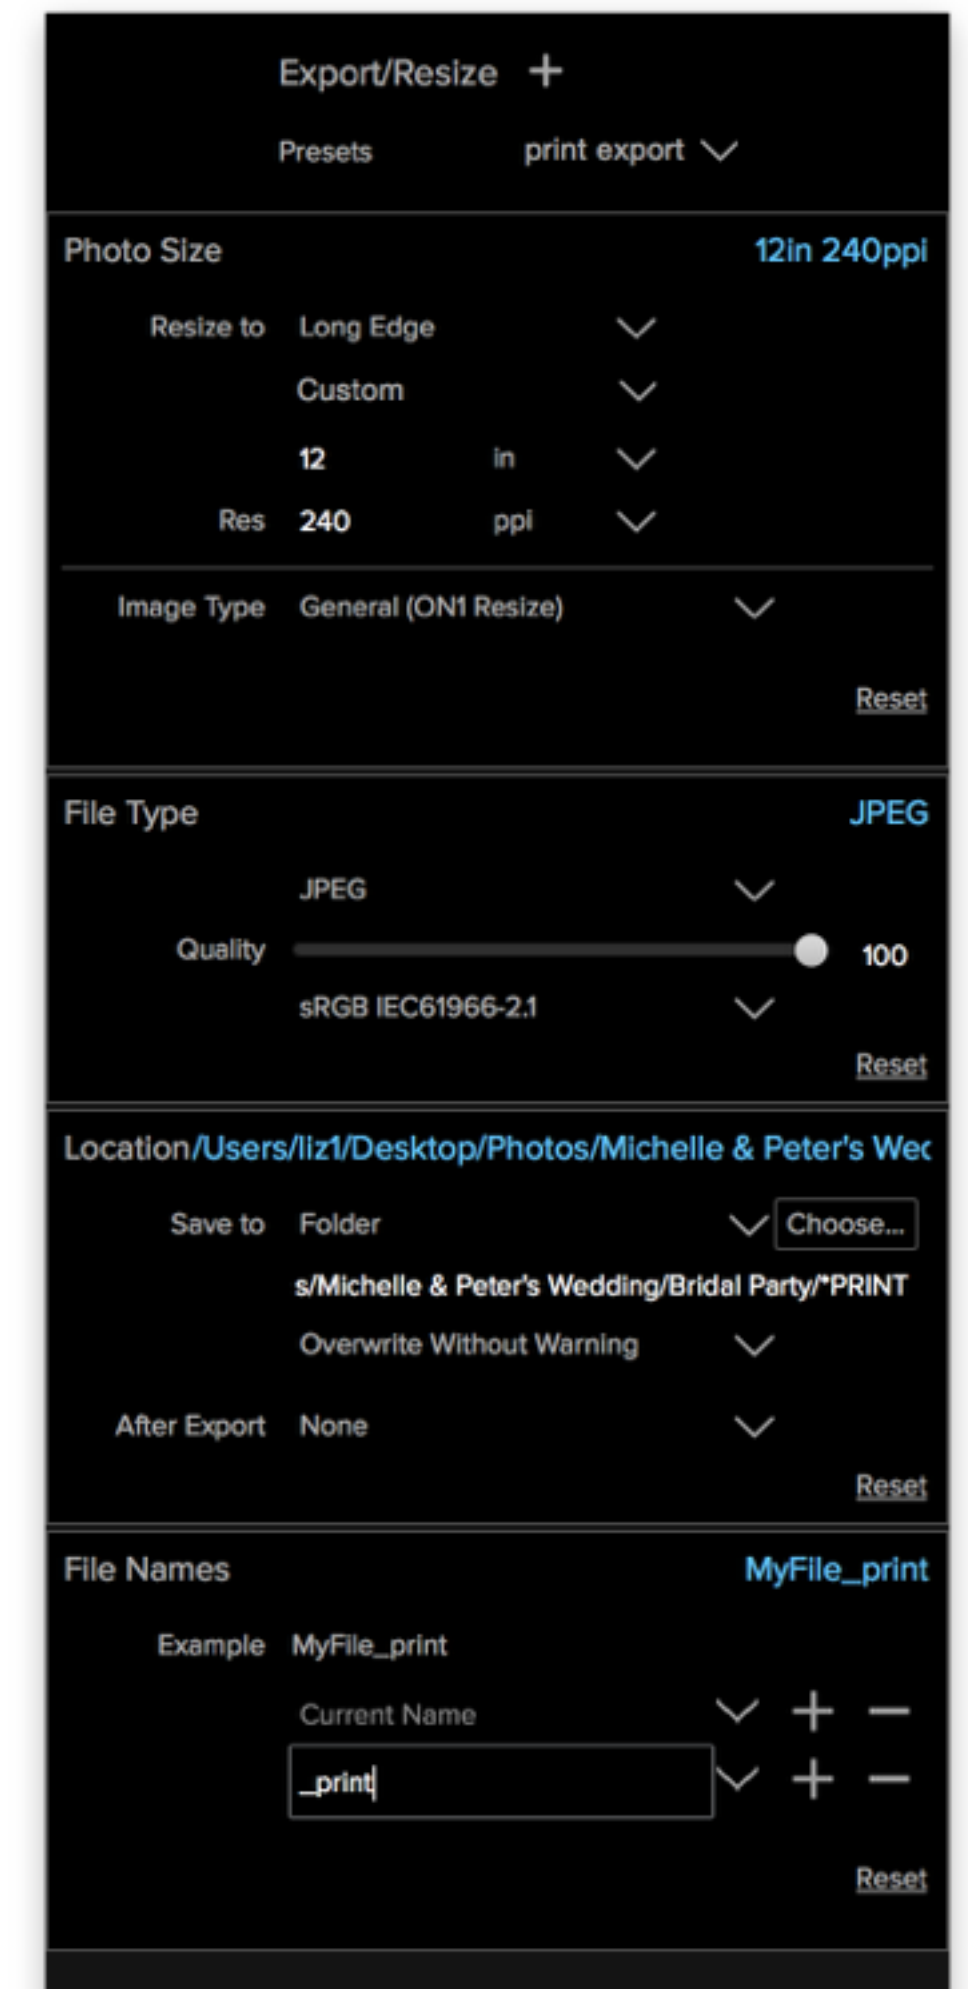 Export/Resize +
Presets print export
Photo Size 12in 240ppi
Resize to Long Edge
Custom
12 in
Res 240 ppi
Image Type General (ON1 Resize)
Reset
File Type JPEG
JPEG
Quality 100
sRGB IEC61966-2.1
Reset
Location /Users/liz1/Desktop/Photos/Michelle & Peter's Wed
Save to Folder Choose...
s/Michelle & Peter's Wedding/Bridal Party/*PRINT
Overwrite Without Warning
After Export None
Reset
File Names MyFile_print
Example MyFile_print
Current Name + −
_print + −
Reset